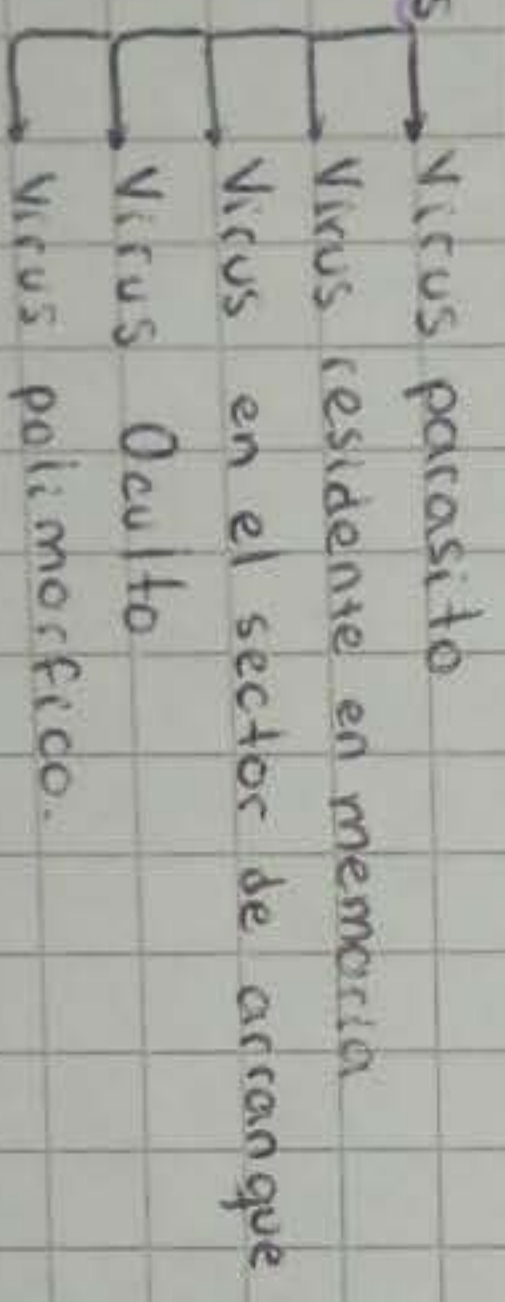 Virus parasito
Virus residente en memoria
Virus en el sector de arranque
Virus Oculto
Virus polimorfico.